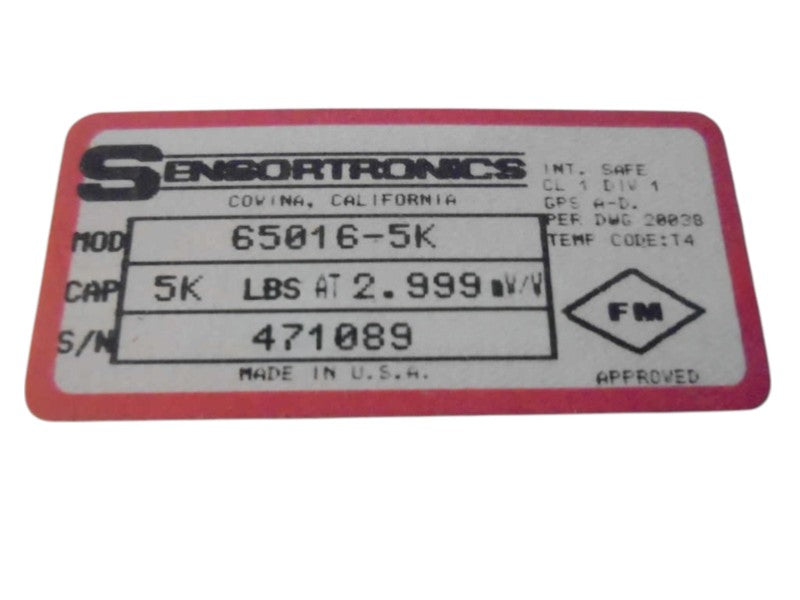 SENSORTRONICS
COVINA, CALIFORNIA
INT. SAFE
CL 1 DIV 1
GPS A-D.
PER DWG 20038
TEMP CODE:T4
MOD 65016-5K
CAP 5K LBS AT 2.999 mV/V
S/N 471089
MADE IN U.S.A.
FM
APPROVED